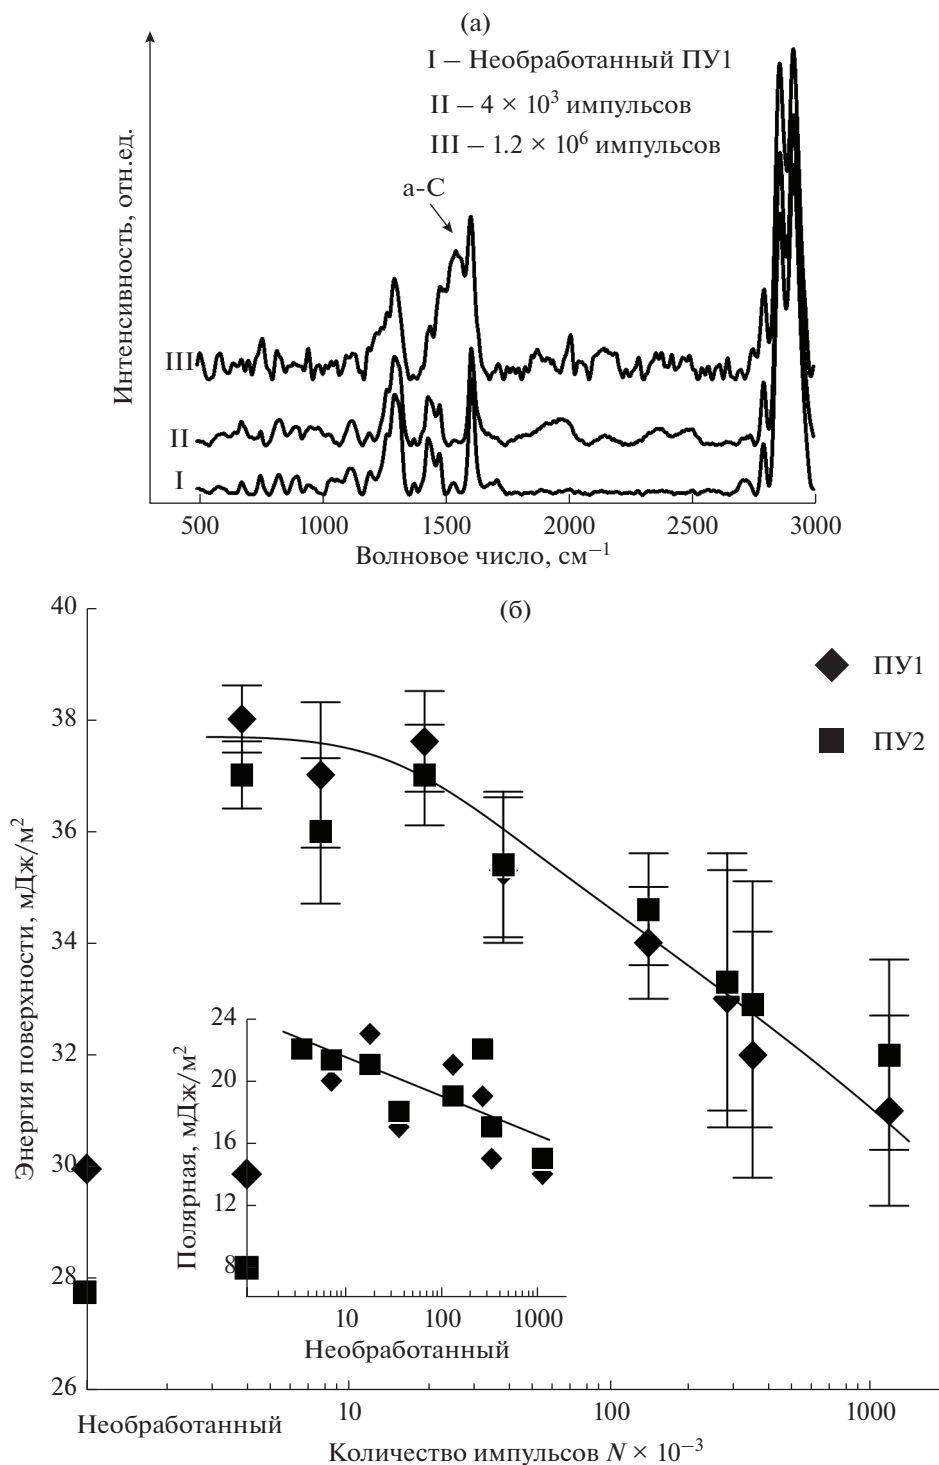 (а)
I – Необработанный ПУ1
II – 4 × 10³ импульсов
III – 1.2 × 10⁶ импульсов
a-C
Интенсивность, отн.ед.
III
II
I
500 1000 1500 2000 2500 3000
Волновое число, см⁻¹
(б)
40
38
36
34
32
30
28
26
Энергия поверхности, мДж/м²
ПУ1
ПУ2
24
20
16
12
8
Полярная, мДж/м²
10 100 1000
Необработанный
10 100 1000
Необработанный
Количество импульсов N × 10⁻³